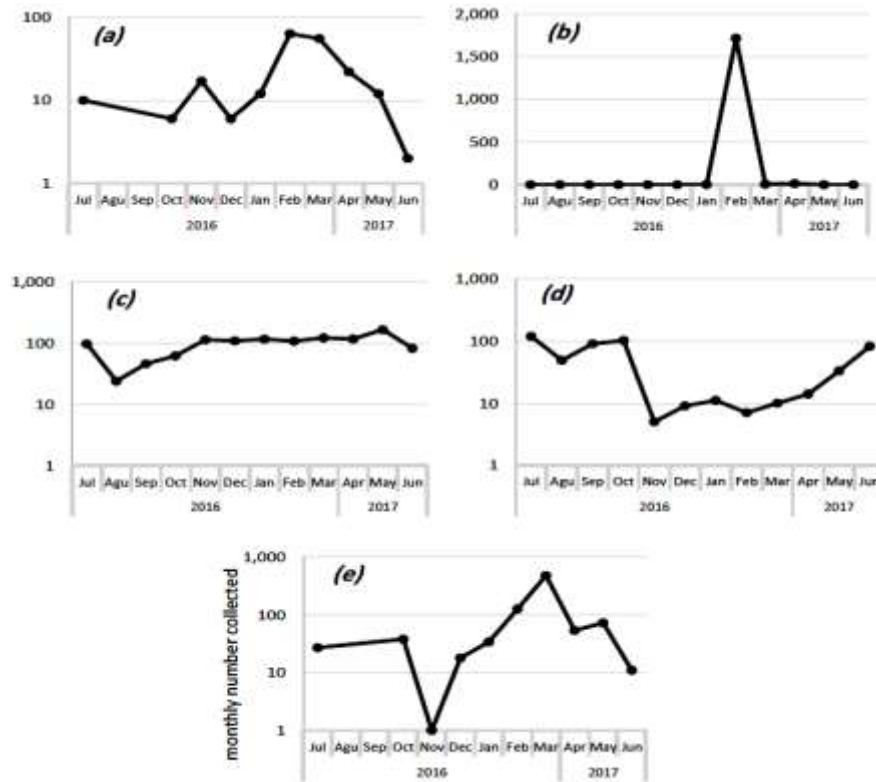 (a)
100
10
1
Jul Agu Sep Oct Nov Dec Jan Feb Mar Apr May Jun
2016 2017
(b)
2,000
1,500
1,000
500
0
Jul Agu Sep Oct Nov Dec Jan Feb Mar Apr May Jun
2016 2017
(c)
1,000
100
10
1
Jul Agu Sep Oct Nov Dec Jan Feb Mar Apr May Jun
2016 2017
(d)
1,000
100
10
1
Jul Agu Sep Oct Nov Dec Jan Feb Mar Apr May Jun
2016 2017
(e)
monthly number collected
1,000
100
10
1
Jul Agu Sep Oct Nov Dec Jan Feb Mar Apr May Jun
2016 2017